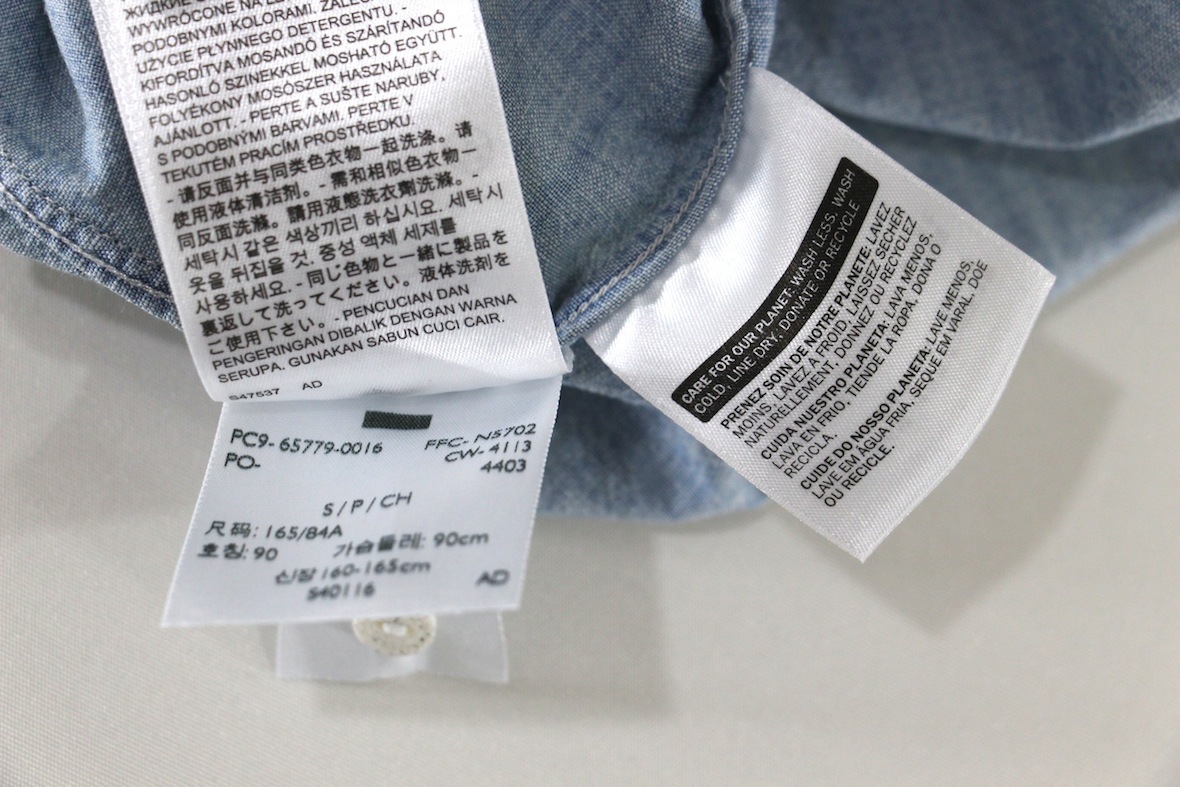 ЖИДКИЕ
WYWRÓCONE NA
PODOBNYMI KOLORAMI.
UŻYCIE PŁYNNEGO DETERGENTU. -
KIFORDÍTVA MOSANDÓ ÉS SZÁRÍTANDÓ
HASONLÓ SZINEKKEL MOSHATÓ EGYÜTT.
FOLYÉKONY MOSÓSZER HASZNÁLATA
AJÁNLOTT. - PERTE A SUŠTE NARUBY,
S PODOBNÝMI BARVAMI. PERTE V
TEKUTÉM PRACÍM PROSTŘEDKU.
- 请反面并与同类色衣物一起洗涤。请
使用液体清洁剂。- 需和相似色衣物一
同反面洗滌。請用液態洗衣劑洗滌。-
세탁시 같은 색상끼리 하십시요. 세탁시
옷을 뒤집을 것. 중성 액체 세제를
사용하세요. - 同じ色物と一緒に製品を
裏返して洗ってください。液体洗剤を
ご使用下さい。- PENCUCIAN DAN
PENGERINGAN DIBALIK DENGAN WARNA
SERUPA. GUNAKAN SABUN CUCI CAIR.
S47537 AD
PC9- 65779-0016 FFC- N5702
PO- CW- 4113
4403
S / P / CH
尺码: 165/84A
호칭: 90 가슴둘레: 90cm
신장 160-165cm
S40116 AD
CARE FOR OUR PLANET: WASH LESS, WASH
COLD, LINE DRY, DONATE OR RECYCLE
PRENEZ SOIN DE NOTRE PLANETE: LAVEZ
MOINS, LAVEZ A FROID, LAISSEZ SECHER
NATURELLEMENT, DONNEZ OU RECYCLEZ
CUIDA NUESTRO PLANETA: LAVA MENOS,
LAVA EN FRIO, TIENDE LA ROPA, DONA O
RECICLA.
CUIDE DO NOSSO PLANETA: LAVE MENOS,
LAVE EM ÁGUA FRIA, SEQUE EM VARAL, DOE
OU RECICLE.